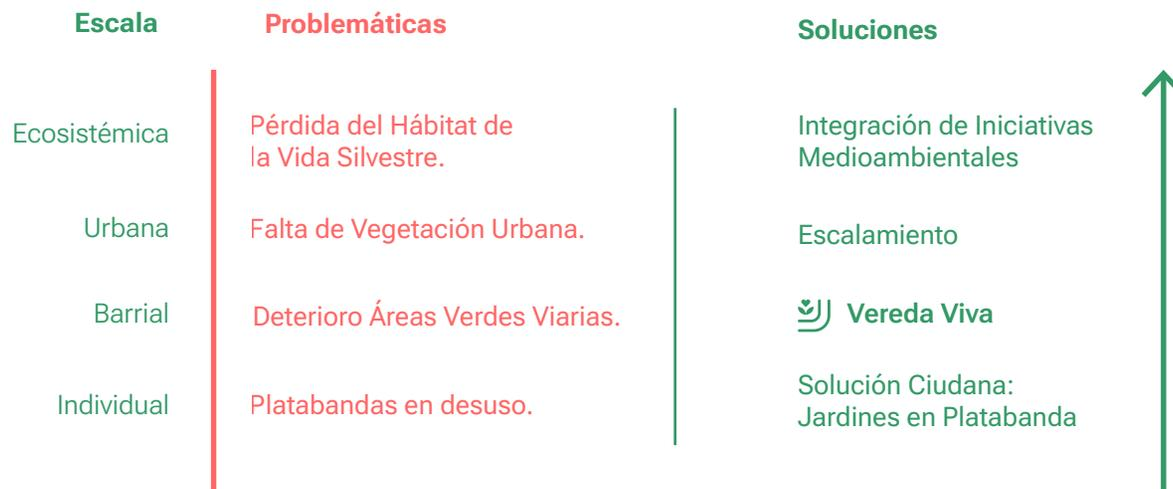 Escala
Problemáticas
Soluciones
Ecosistémica
Pérdida del Hábitat de
la Vida Silvestre.
Integración de Iniciativas
Medioambientales
Urbana
Falta de Vegetación Urbana.
Escalamiento
Barrial
Deterioro Áreas Verdes Viarias.
Vereda Viva
Individual
Platabandas en desuso.
Solución Ciudana:
Jardines en Platabanda